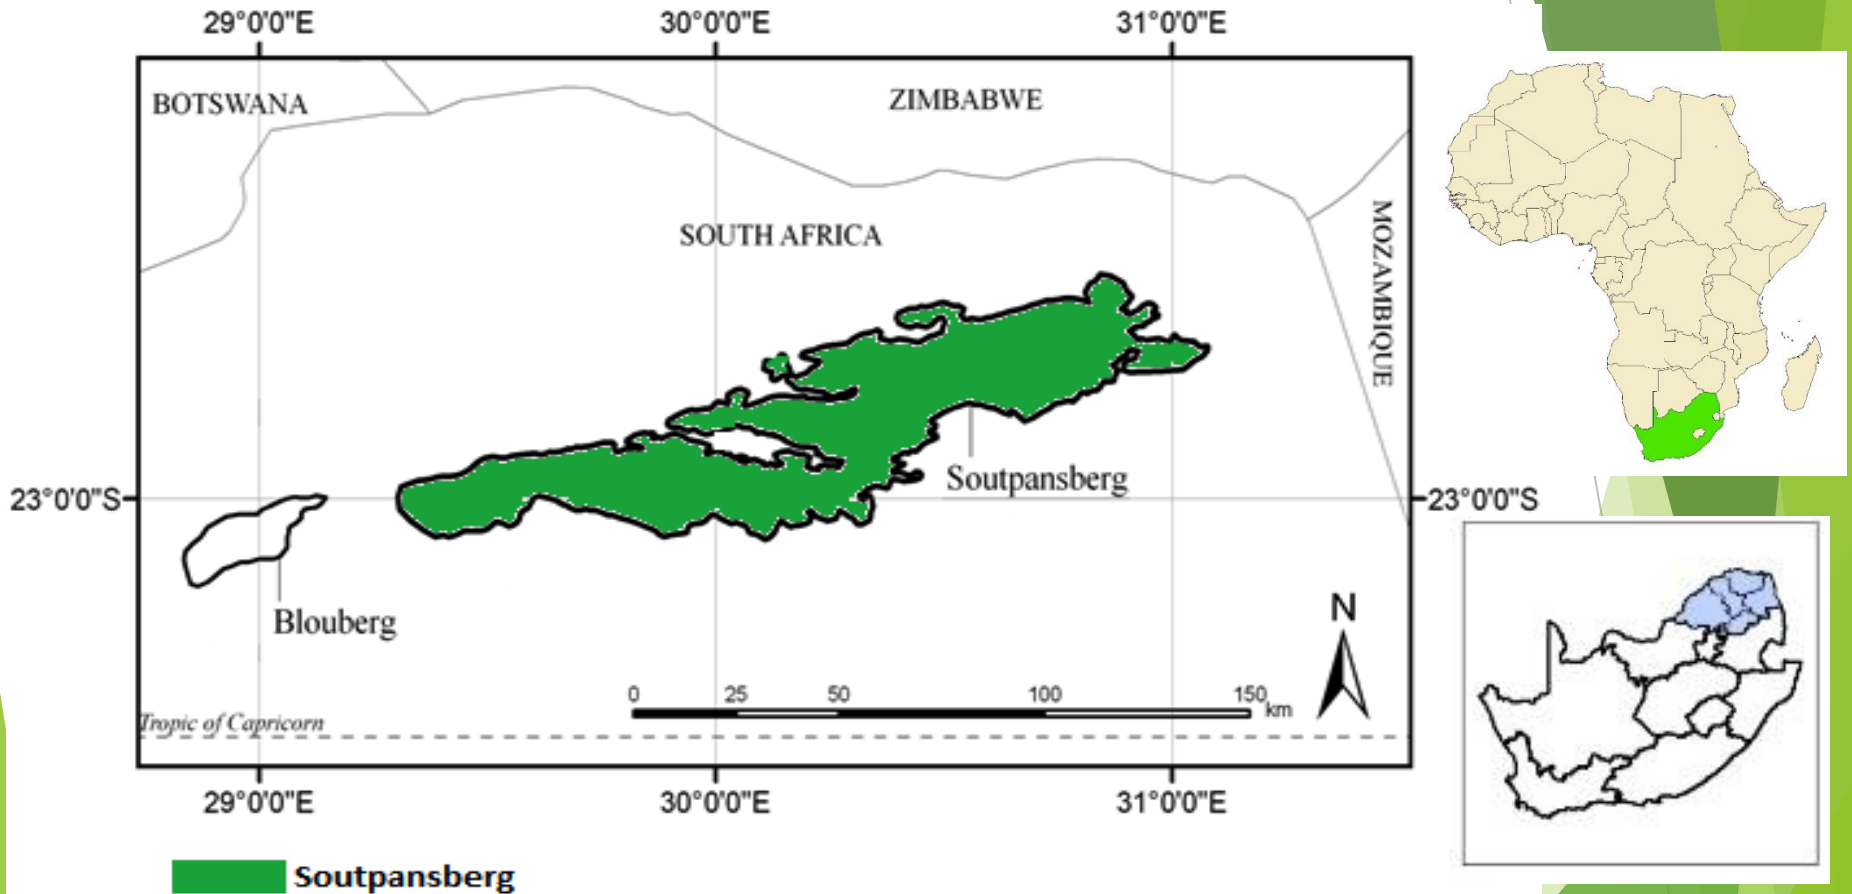 29°0'0"E 30°0'0"E 31°0'0"E
BOTSWANA
ZIMBABWE
SOUTH AFRICA
MOZAMBIQUE
Soutpansberg
23°0'0"S 23°0'0"S
Blouberg
N
0 25 50 100 150 km
Tropic of Capricorn
29°0'0"E 30°0'0"E 31°0'0"E
Soutpansberg